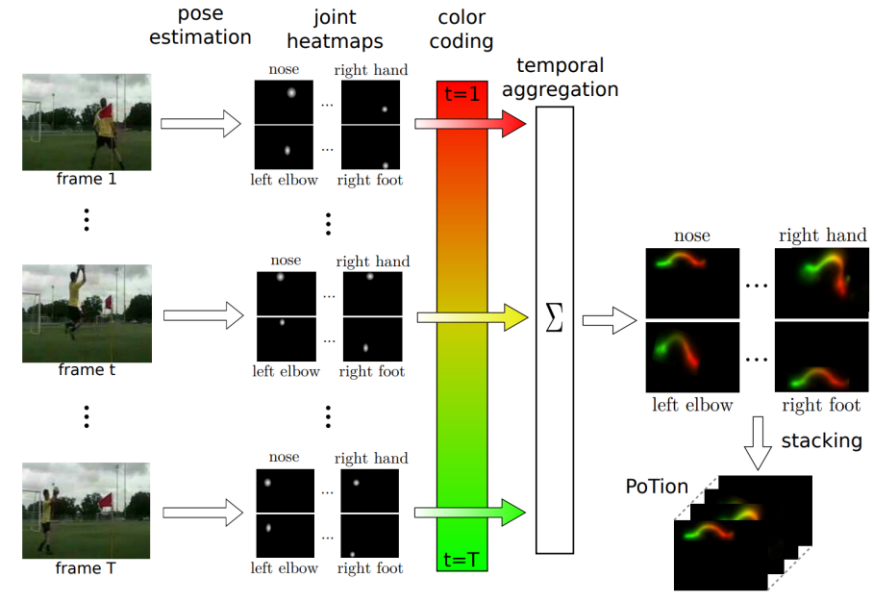 pose
estimation
joint
heatmaps
color
coding
temporal
aggregation
nose
right hand
...
...
left elbow
right foot
frame 1
t=1
nose
right hand
...
...
left elbow
right foot
frame t
Σ
nose
right hand
...
...
left elbow
right foot
stacking
PoTion
nose
right hand
...
...
left elbow
right foot
frame T
t=T